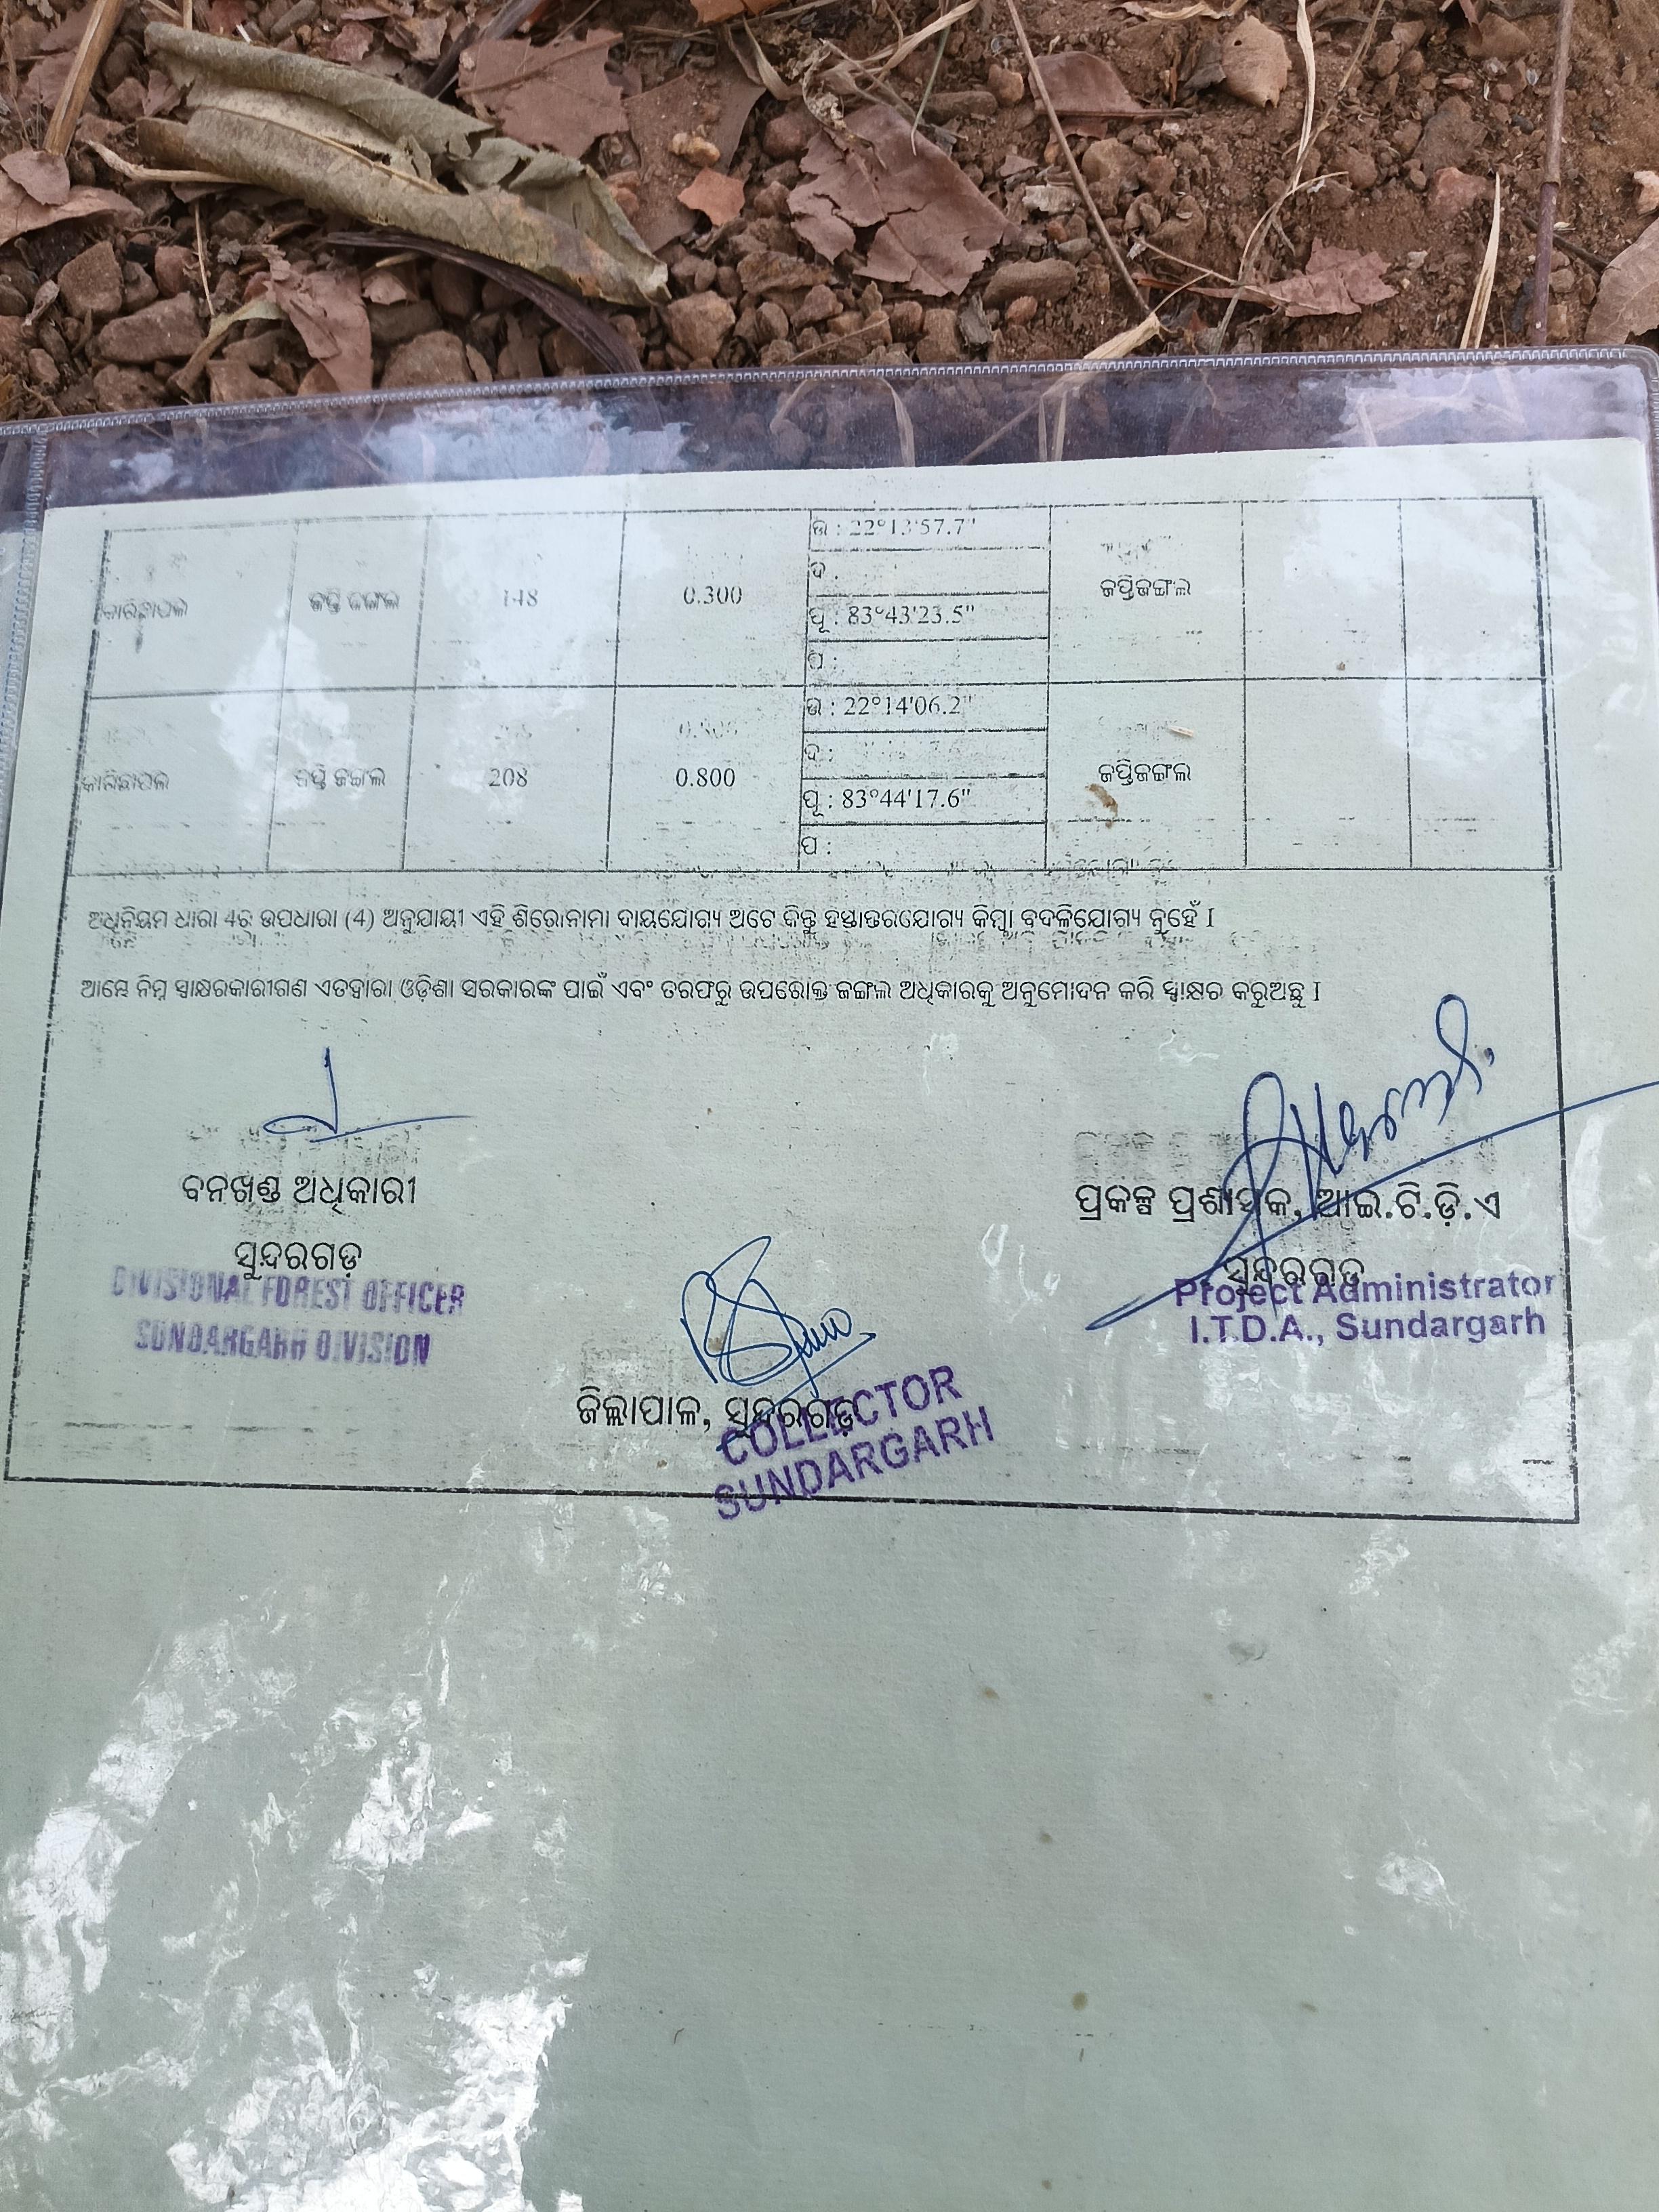 ଉ : 22°13'57.7"
ଦ :
ଜପ୍ତି ଜଙ୍ଗଲ 148 0.300 ଜପ୍ତିଜଙ୍ଗଲ
ପୂ : 83°43'23.5"
ପ :
ଉ : 22°14'06.2"
ଦ :
ଜପ୍ତି ଜଙ୍ଗଲ 208 0.800 ଜପ୍ତିଜଙ୍ଗଲ
ପୂ : 83°44'17.6"
ପ :
ଅଧିନିୟମ ଧାରା 4ର ଉପଧାରା (4) ଅନୁଯାୟୀ ଏହି ଶିରୋନାମା ଦାୟଯୋଗ୍ୟ ଅଟେ କିନ୍ତୁ ହସ୍ତାନ୍ତରଯୋଗ୍ୟ କିମ୍ବା ବଦଳିଯୋଗ୍ୟ ନୁହେଁ I
ଆମ୍ଭେ ନିମ୍ନ ସ୍ୱାକ୍ଷରକାରୀଗଣ ଏତଦ୍ଵାରା ଓଡ଼ିଶା ସରକାରଙ୍କ ପାଇଁ ଏବଂ ତରଫରୁ ଉପରୋକ୍ତ ଜଙ୍ଗଲ ଅଧିକାରକୁ ଅନୁମୋଦନ କରି ସ୍ୱାକ୍ଷର କରୁଅଛୁ I
ବନଖଣ୍ଡ ଅଧିକାରୀ
ସୁନ୍ଦରଗଡ଼
DIVISIONAL FOREST OFFICER
SUNDARGARH DIVISION
ପ୍ରକଳ୍ପ ପ୍ରଶାସକ, ଆଇ.ଟି.ଡ଼ି.ଏ
ସୁନ୍ଦରଗଡ଼
Project Administrator
I.T.D.A., Sundargarh
ଜିଲ୍ଲାପାଳ, ସୁନ୍ଦରଗଡ଼
COLLECTOR
SUNDARGARH